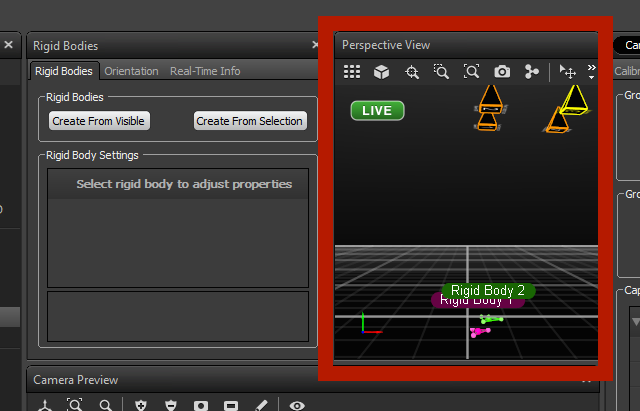 Rigid Bodies
Perspective View
Rigid Bodies
Orientation
Real-Time Info
Rigid Bodies
Create From Visible
Create From Selection
LIVE
Rigid Body Settings
Select rigid body to adjust properties
Rigid Body 2
Rigid Body 1
Camera Preview
Ca
Calibr
Gro
Gro
Cap